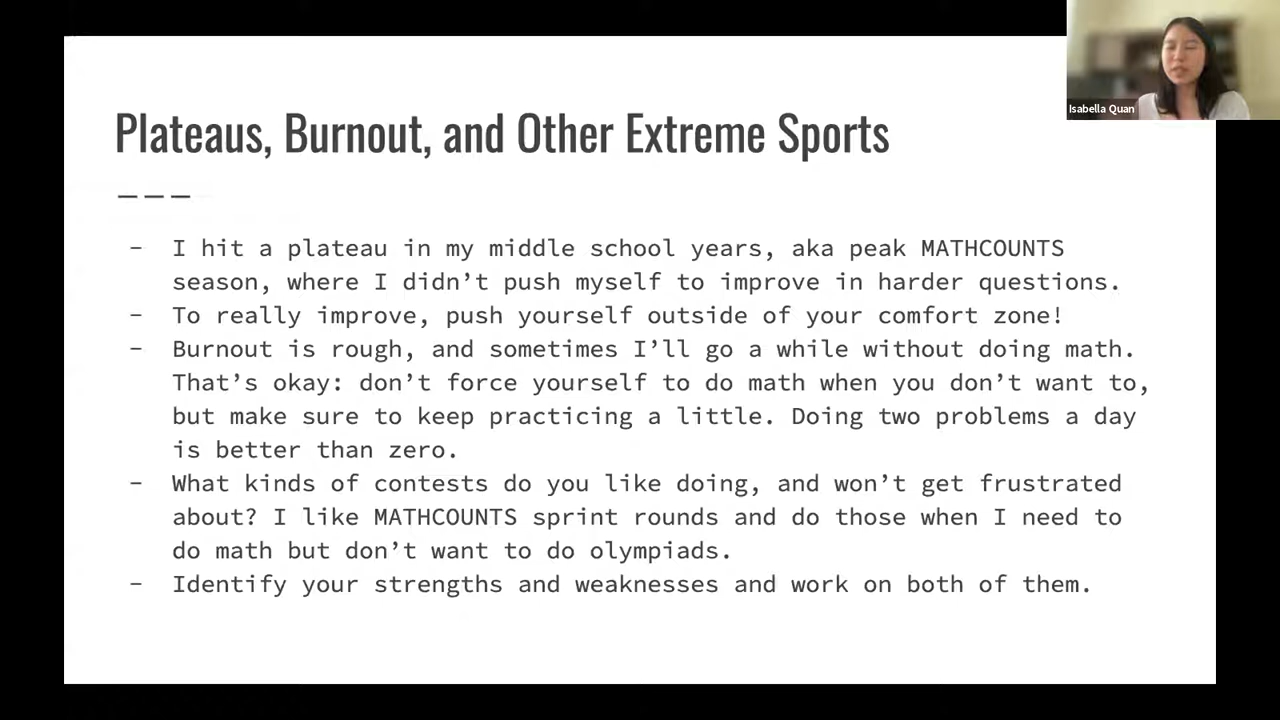 Isabella Quan
Plateaus, Burnout, and Other Extreme Sports
- I hit a plateau in my middle school years, aka peak MATHCOUNTS
season, where I didn't push myself to improve in harder questions.
- To really improve, push yourself outside of your comfort zone!
- Burnout is rough, and sometimes I'll go a while without doing math.
That's okay: don't force yourself to do math when you don't want to,
but make sure to keep practicing a little. Doing two problems a day
is better than zero.
- What kinds of contests do you like doing, and won't get frustrated
about? I like MATHCOUNTS sprint rounds and do those when I need to
do math but don't want to do olympiads.
- Identify your strengths and weaknesses and work on both of them.